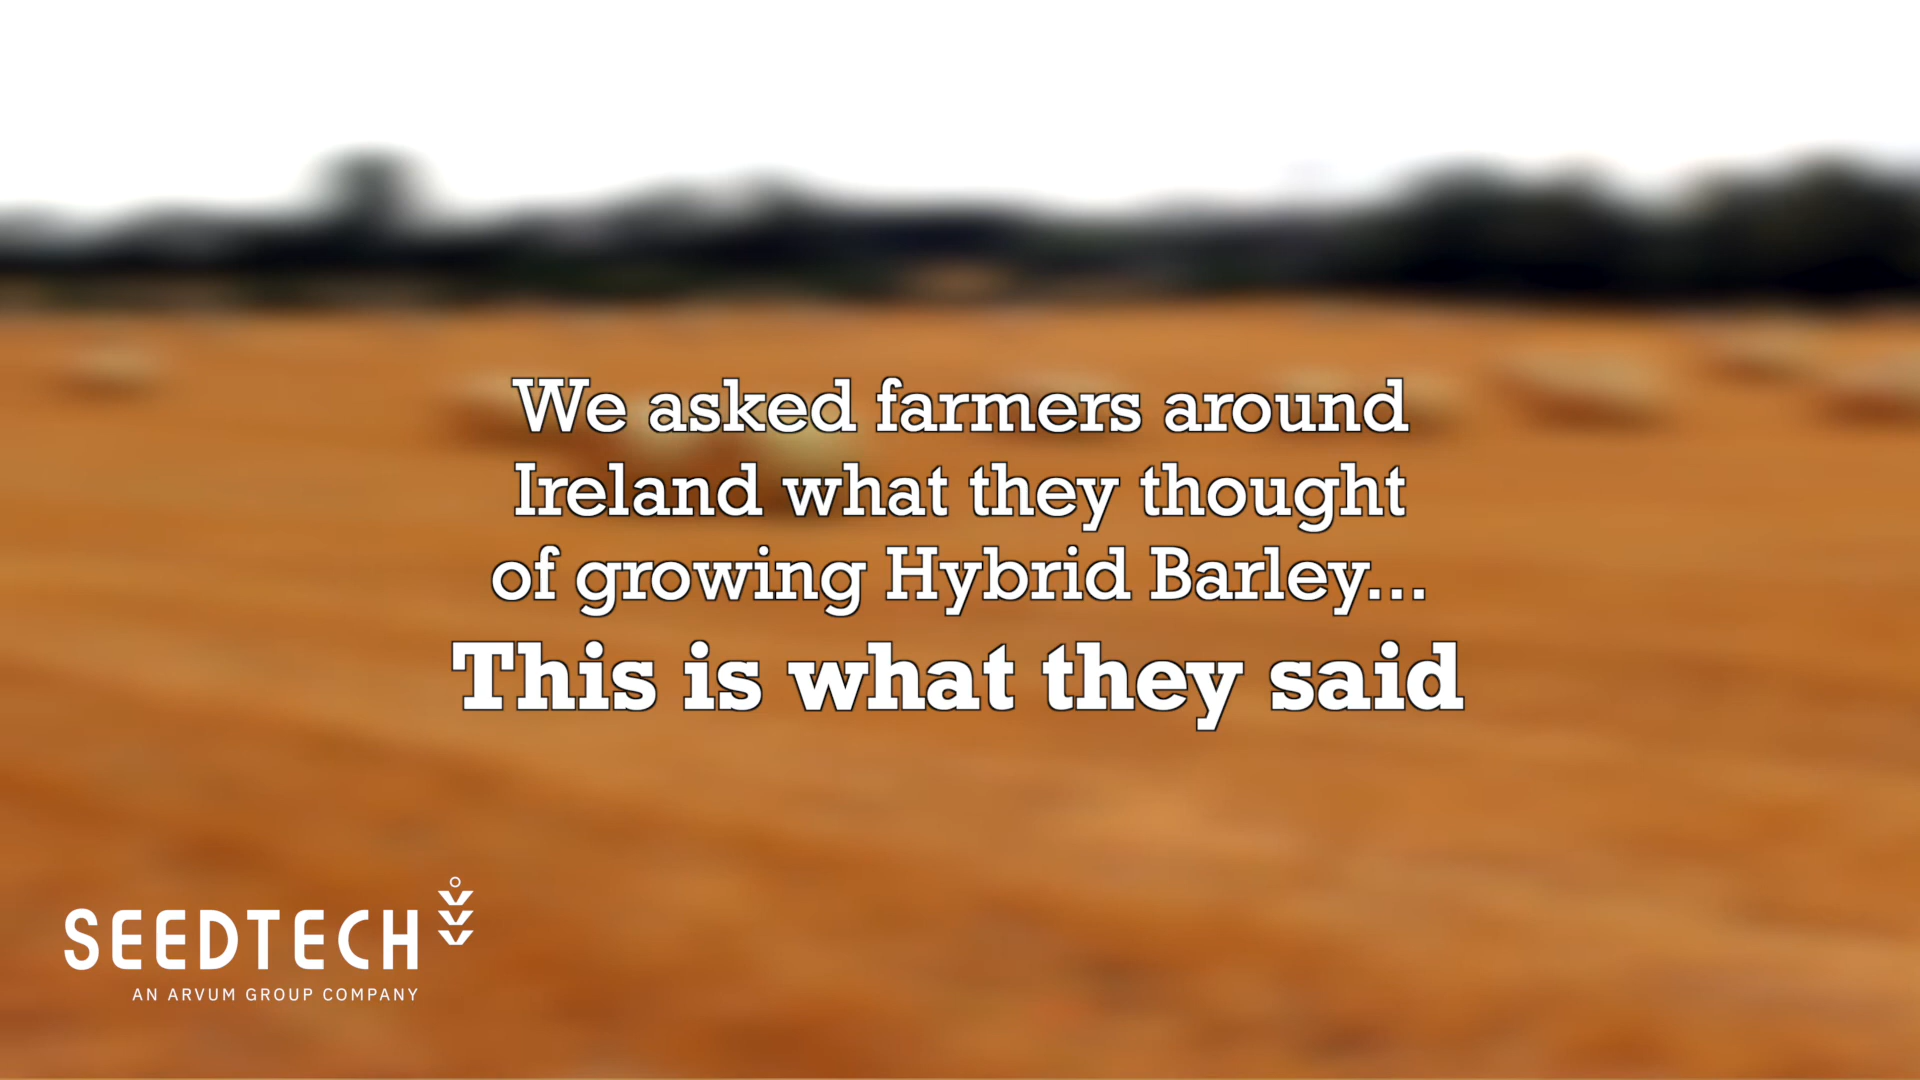 We asked farmers around
Ireland what they thought
of growing Hybrid Barley...
This is what they said
SEEDTECH
AN ARVUM GROUP COMPANY